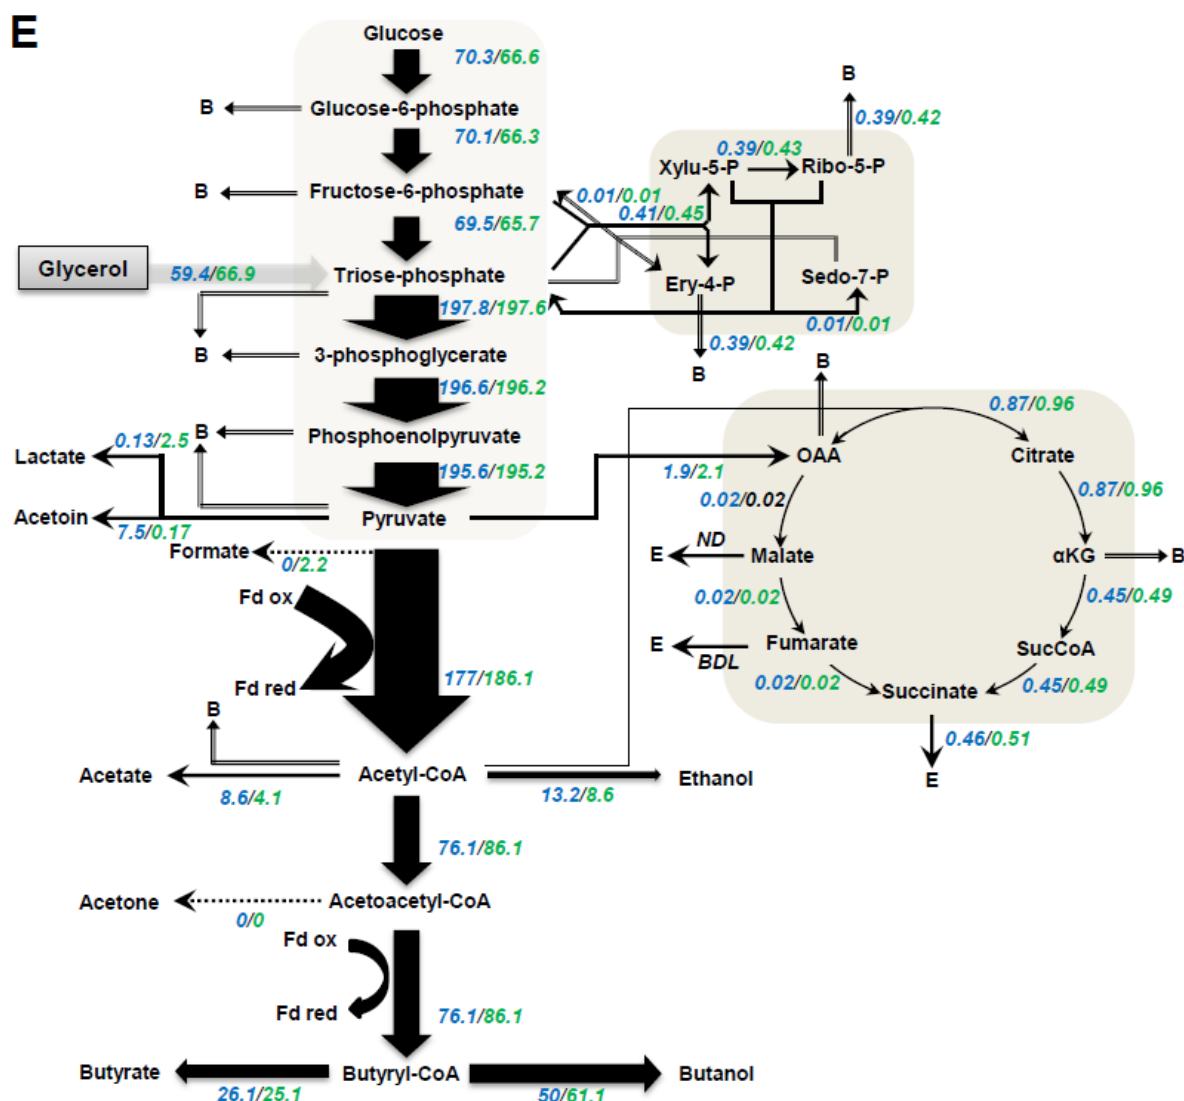 E
Glucose
70.3/66.6
B
Glucose-6-phosphate
70.1/66.3
B
Fructose-6-phosphate
69.5/65.7
Glycerol
59.4/66.9
Triose-phosphate
197.8/197.6
B
3-phosphoglycerate
196.6/196.2
B
Phosphoenolpyruvate
195.6/195.2
Lactate
0.13/2.5
Acetoin
7.5/0.17
Pyruvate
1.9/2.1
Formate
0/2.2
Fd ox
Fd red
177/186.1
B
Acetate
8.6/4.1
Acetyl-CoA
13.2/8.6
Ethanol
76.1/86.1
Acetone
0/0
Acetoacetyl-CoA
Fd ox
Fd red
76.1/86.1
Butyrate
26.1/25.1
Butyryl-CoA
50/61.1
Butanol
B
0.39/0.42
Xylu-5-P
0.39/0.43
Ribo-5-P
0.01/0.01
0.41/0.45
Ery-4-P
Sedo-7-P
0.01/0.01
0.39/0.42
B
B
0.87/0.96
OAA
Citrate
0.02/0.02
0.87/0.96
E
ND
Malate
αKG
B
0.02/0.02
0.45/0.49
E
BDL
Fumarate
SucCoA
0.02/0.02
Succinate
0.45/0.49
0.46/0.51
E